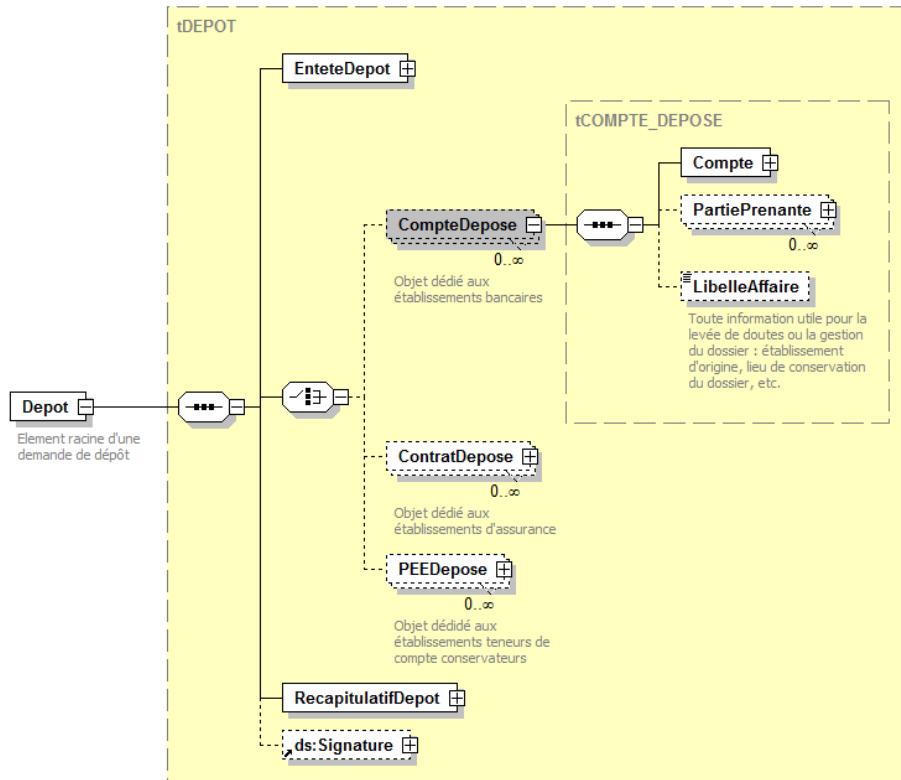 tDEPOT
EnteteDepot
tCOMPTE_DEPOSE
Compte
CompteDepose
0..∞
Objet dédié aux
établissements bancaires
PartiePrenante
0..∞
LibelleAffaire
Toute information utile pour la
levée de doutes ou la gestion
du dossier : établissement
d'origine, lieu de conservation
du dossier, etc.
Depot
Element racine d'une
demande de dépôt
ContratDepose
0..∞
Objet dédié aux
établissements d'assurance
PEEDepose
0..∞
Objet dédidé aux
établissements teneurs de
compte conservateurs
RecapitulatifDepot
ds:Signature